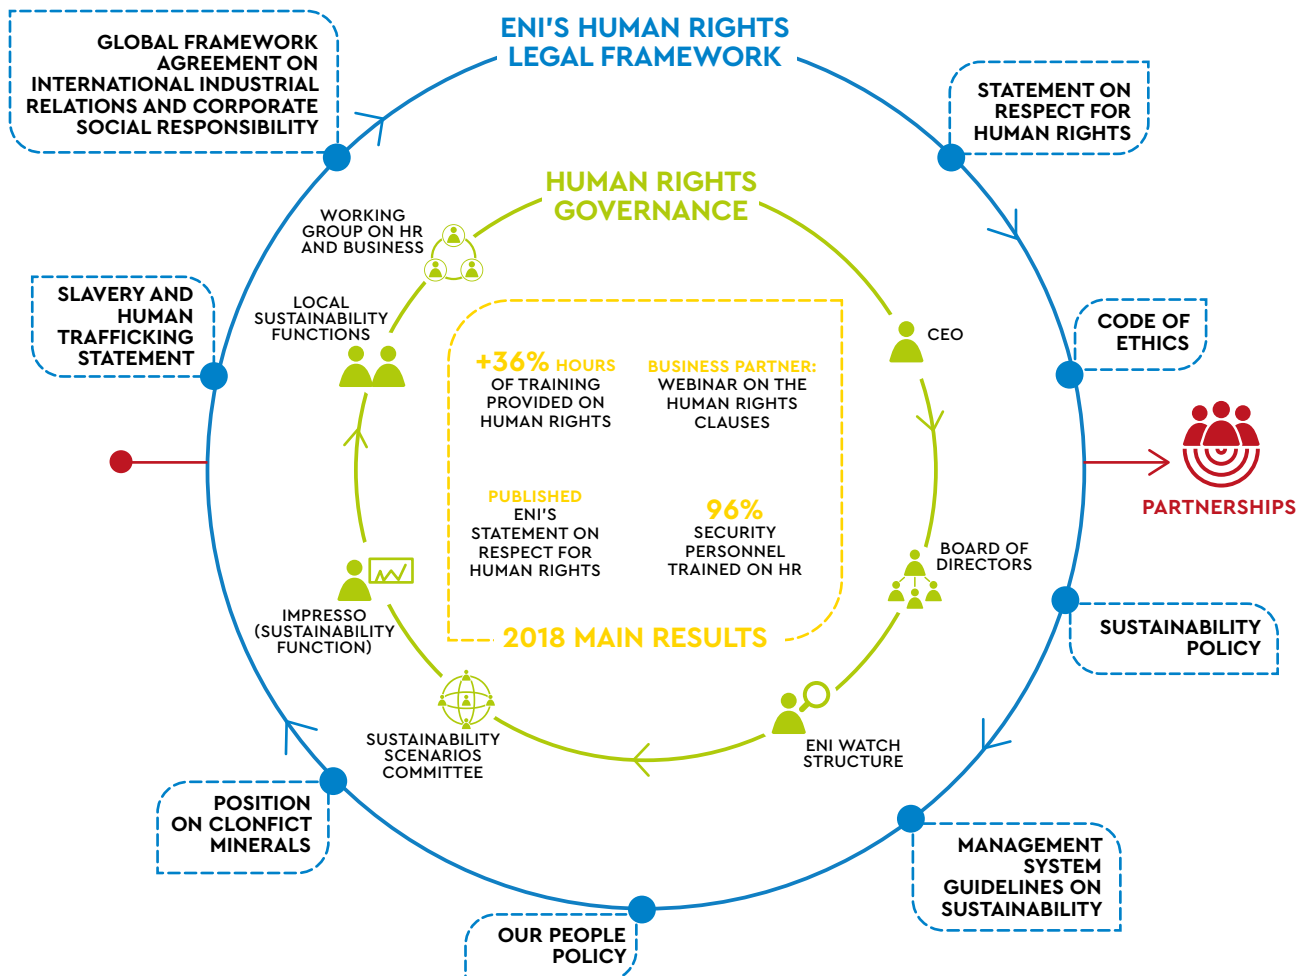 ENI'S HUMAN RIGHTS
LEGAL FRAMEWORK
GLOBAL FRAMEWORK
AGREEMENT ON
INTERNATIONAL INDUSTRIAL
RELATIONS AND CORPORATE
SOCIAL RESPONSIBILITY
STATEMENT ON
RESPECT FOR
HUMAN RIGHTS
HUMAN RIGHTS
GOVERNANCE
WORKING
GROUP ON HR
AND BUSINESS
SLAVERY AND
HUMAN
TRAFFICKING
STATEMENT
LOCAL
SUSTAINABILITY
FUNCTIONS
CEO
CODE OF
ETHICS
+36% HOURS
OF TRAINING
PROVIDED ON
HUMAN RIGHTS
BUSINESS PARTNER:
WEBINAR ON THE
HUMAN RIGHTS
CLAUSES
PUBLISHED
ENI'S
STATEMENT ON
RESPECT FOR
HUMAN RIGHTS
96%
SECURITY
PERSONNEL
TRAINED ON HR
2018 MAIN RESULTS
PARTNERSHIPS
BOARD OF
DIRECTORS
IMPRESSO
(SUSTAINABILITY
FUNCTION)
SUSTAINABILITY
POLICY
SUSTAINABILITY
SCENARIOS
COMMITTEE
ENI WATCH
STRUCTURE
POSITION
ON CLONFICT
MINERALS
MANAGEMENT
SYSTEM
GUIDELINES ON
SUSTAINABILITY
OUR PEOPLE
POLICY